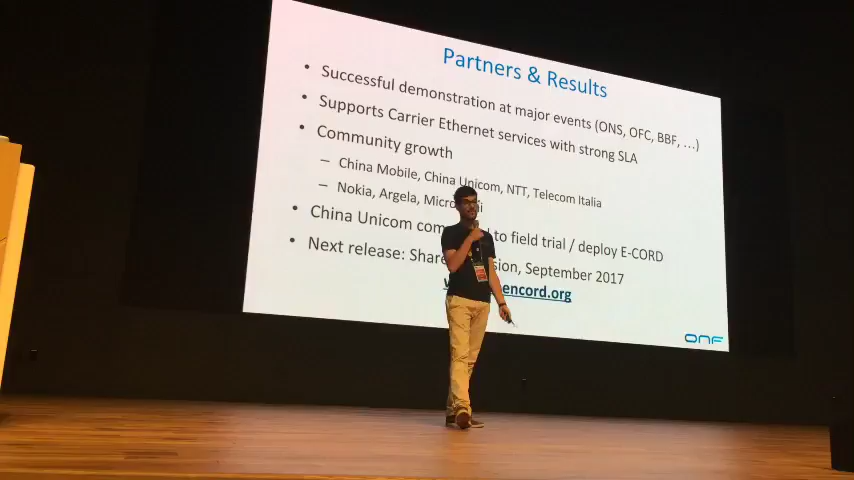 Partners & Results
• Successful demonstration at major events (ONS, OFC, BBF, ...)
• Supports Carrier Ethernet services with strong SLA
• Community growth
– China Mobile, China Unicom, NTT, Telecom Italia
– Nokia, Argela,
• China Unicom to field trial / deploy E-CORD
• Next release: September 2017
encord.org
ONF